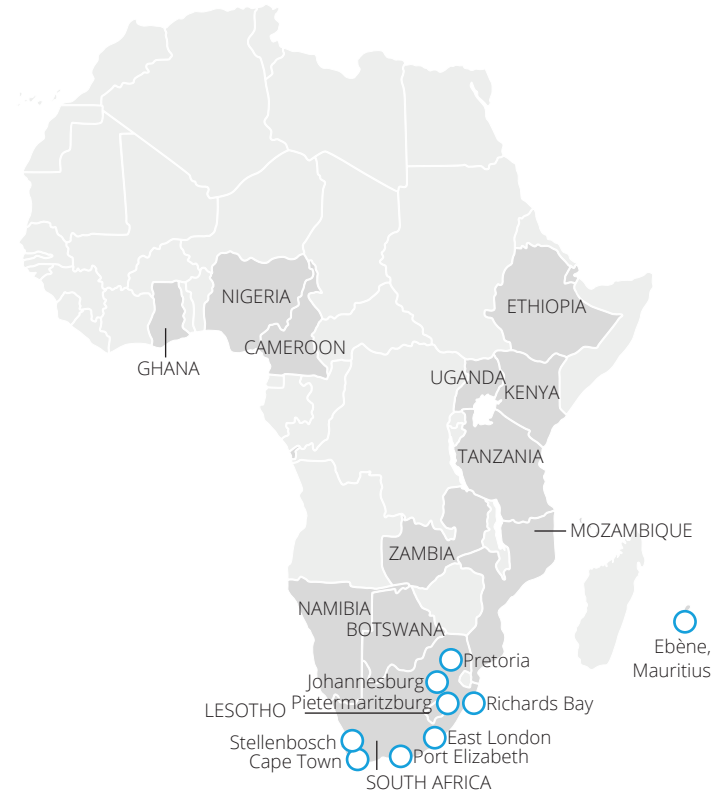 NIGERIA
ETHIOPIA
CAMEROON
GHANA
UGANDA
KENYA
TANZANIA
MOZAMBIQUE
ZAMBIA
NAMIBIA
BOTSWANA
Ebène,
Mauritius
Pretoria
Johannesburg
Pietermaritzburg
Richards Bay
LESOTHO
East London
Stellenbosch
Port Elizabeth
Cape Town
SOUTH AFRICA